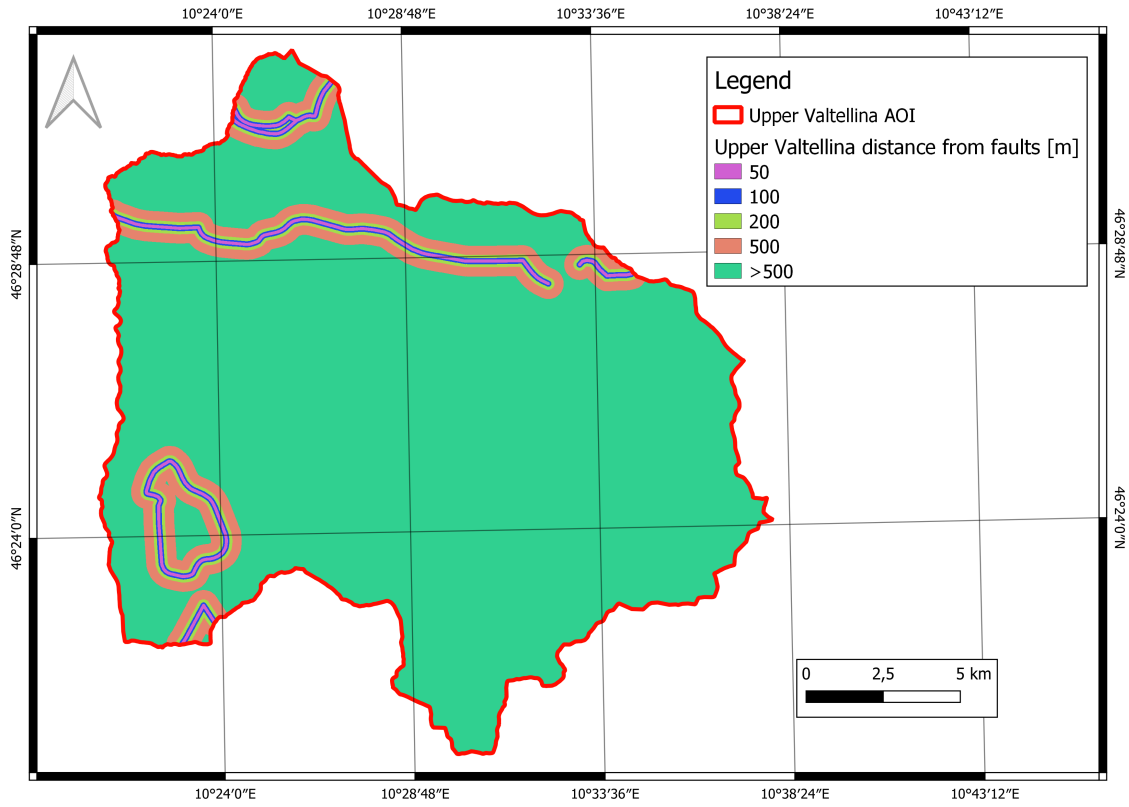 10°24′0″E 10°28′48″E 10°33′36″E 10°38′24″E 10°43′12″E
Legend
Upper Valtellina AOI
Upper Valtellina distance from faults [m]
50
100
200
500
>500
46°28′48″N
46°28′48″N
46°24′0″N
46°24′0″N
0 2,5 5 km
10°24′0″E 10°28′48″E 10°33′36″E 10°38′24″E 10°43′12″E